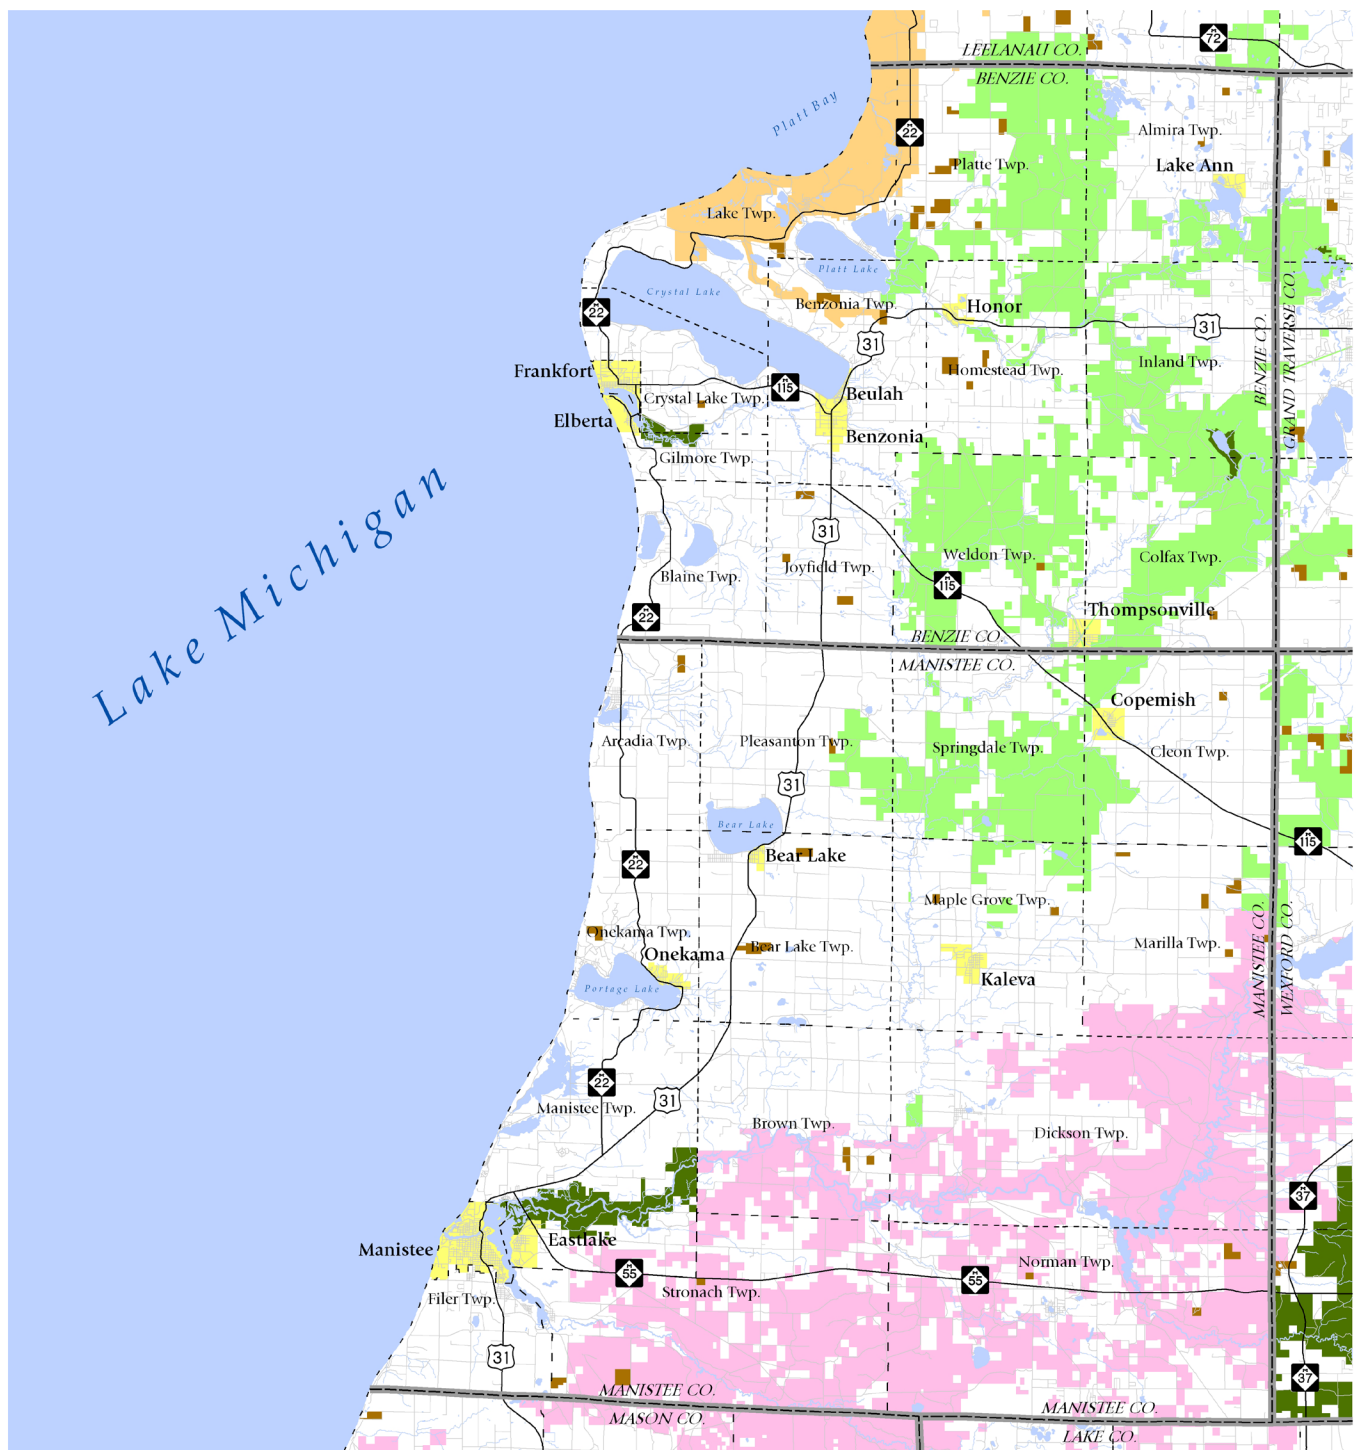 72
LEELANAU CO.
BENZIE CO.
Platt Bay
M
22
Almira Twp.
Platte Twp.
Lake Ann
Lake Twp.
Platt Lake
Crystal Lake
Benzonia Twp.
Honor
M
22
31
31
BENZIE CO.
GRAND TRAVERSE CO.
Frankfort
Homestead Twp.
Inland Twp.
M
115
Crystal Lake Twp.
Beulah
Elberta
Benzonia
Gilmore Twp.
Lake Michigan
31
Weldon Twp.
Colfax Twp.
Blaine Twp.
Joyfield Twp.
M
115
Thompsonville
M
22
BENZIE CO.
MANISTEE CO.
Copemish
Arcadia Twp.
Pleasanton Twp.
Springdale Twp.
Cleon Twp.
31
Bear Lake
M
115
Bear Lake
M
22
Maple Grove Twp.
Onekama Twp.
Bear Lake Twp.
Marilla Twp.
MANISTEE CO.
WEXFORD CO.
Onekama
Kaleva
Portage Lake
M
22
31
Manistee Twp.
Brown Twp.
Dickson Twp.
M
37
Eastlake
Manistee
M
55
M
55
Norman Twp.
Filer Twp.
Stronach Twp.
31
M
37
MANISTEE CO.
MASON CO.
MANISTEE CO.
LAKE CO.